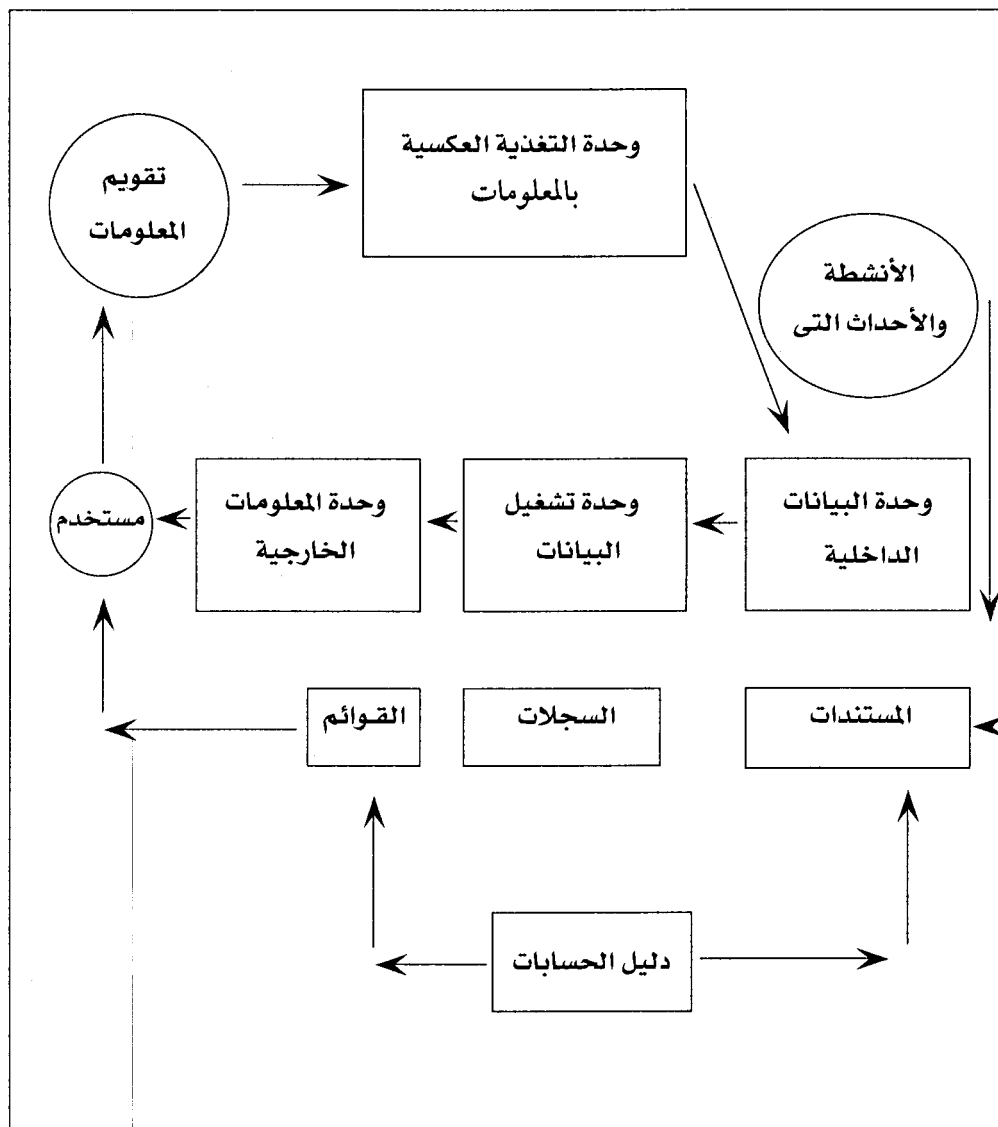 وحدة التغذية العكسية
بالمعلومات
تقويم
المعلومات
الأنشطة
والأحداث التى
وحدة البيانات
الداخلية
وحدة تشغيل
البيانات
وحدة المعلومات
الخارجية
مستخدم
المستندات
السجلات
القوائم
دليل الحسابات